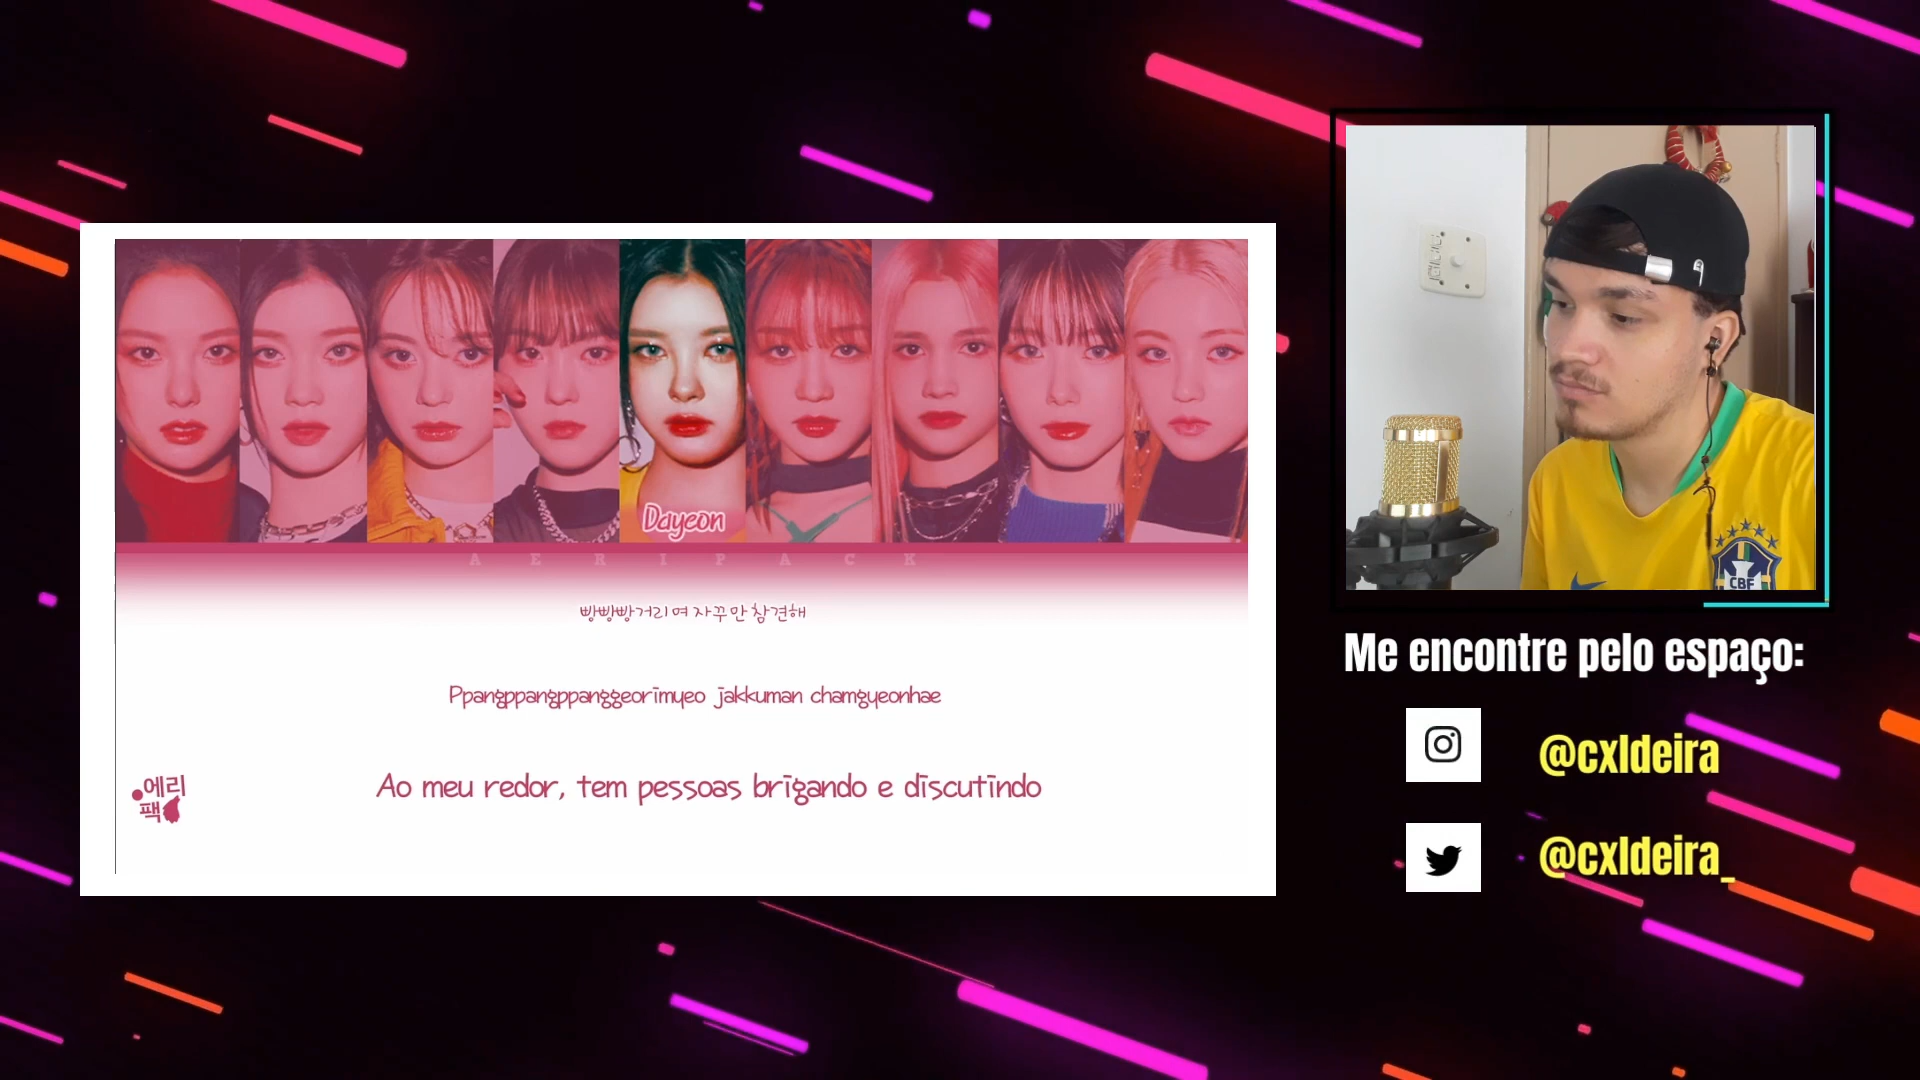 Dayeon
A E R I P A C K
빵빵빵거리며 자꾸만 참견해
Ppangppangppanggeorimyeo jakkuman chamgyeonhae
Ao meu redor, tem pessoas brigando e discutindo
에리
팩
CBF
Me encontre pelo espaço:
@cxldeira
@cxldeira_